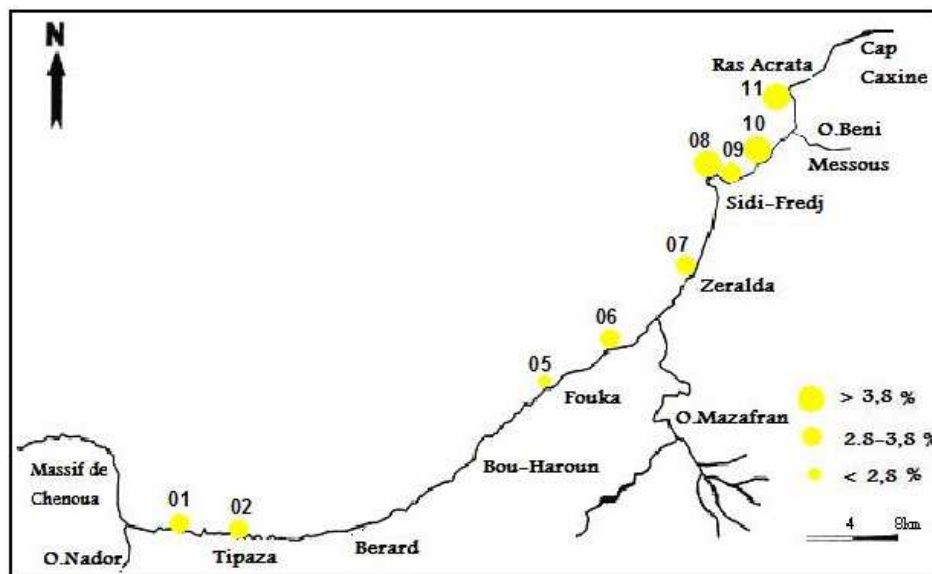 N
Cap
Caxine
Ras Acrata
11
10
O.Beni
Messous
08
09
Sidi-Fredj
07
Zeralda
06
05
Fouka
O.Mazafran
> 3,8 %
2.8-3,8 %
< 2,8 %
Bou-Haroun
Massif de
Chenoua
01
02
O.Nador
Tipaza
Berard
4
8km